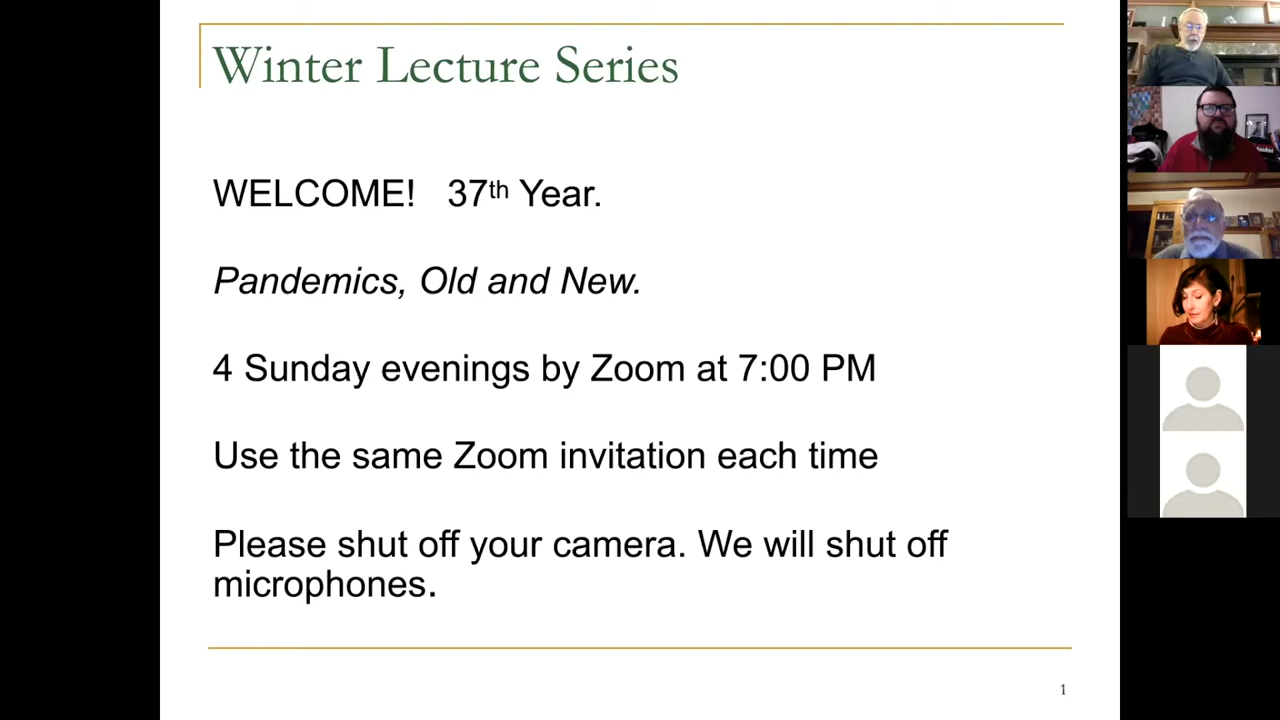 Winter Lecture Series
WELCOME! 37th Year.
Pandemics, Old and New.
4 Sunday evenings by Zoom at 7:00 PM
Use the same Zoom invitation each time
Please shut off your camera. We will shut off
microphones.
1